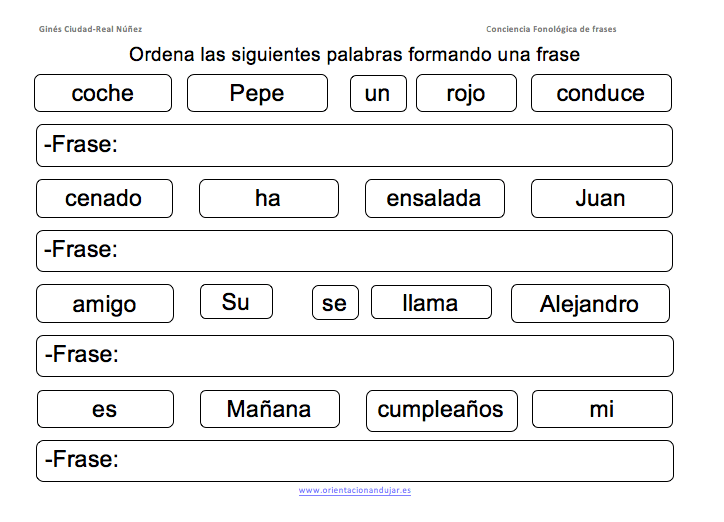 Ginés Ciudad-Real Núñez Conciencia Fonológica de frases
Ordena las siguientes palabras formando una frase
coche Pepe un rojo conduce
-Frase:
cenado ha ensalada Juan
-Frase:
amigo Su se llama Alejandro
-Frase:
es Mañana cumpleaños mi
-Frase:
www.orientacionandujar.es